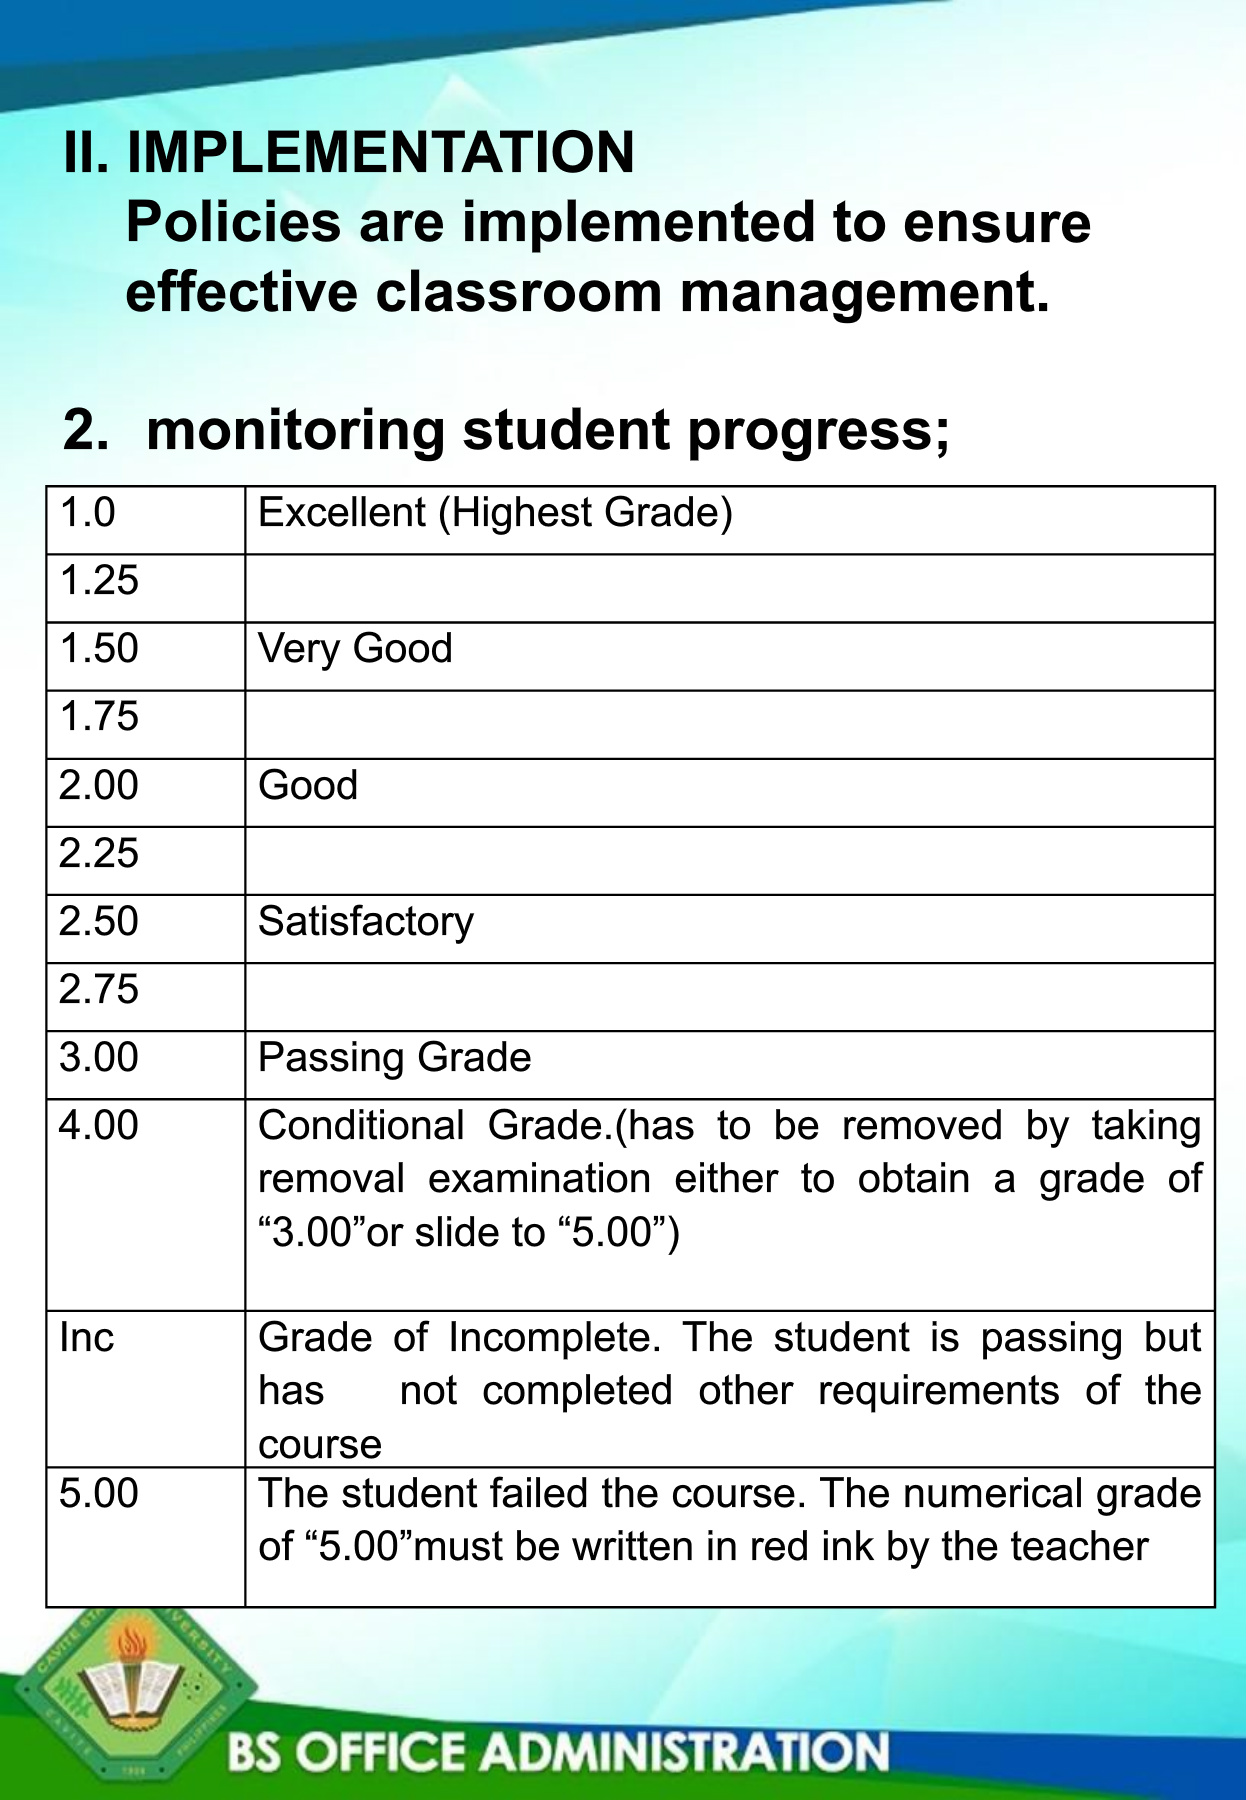 II. IMPLEMENTATION
Policies are implemented to ensure
effective classroom management.
2. monitoring student progress;
1.0 Excellent (Highest Grade)
1.25
1.50 Very Good
1.75
2.00 Good
2.25
2.50 Satisfactory
2.75
3.00 Passing Grade
4.00 Conditional Grade.(has to be removed by taking
removal examination either to obtain a grade of
“3.00”or slide to “5.00”)
Inc Grade of Incomplete. The student is passing but
has not completed other requirements of the
course
5.00 The student failed the course. The numerical grade
of “5.00”must be written in red ink by the teacher
CAVITE
PHILIPPINES
1906
BS OFFICE ADMINISTRATION